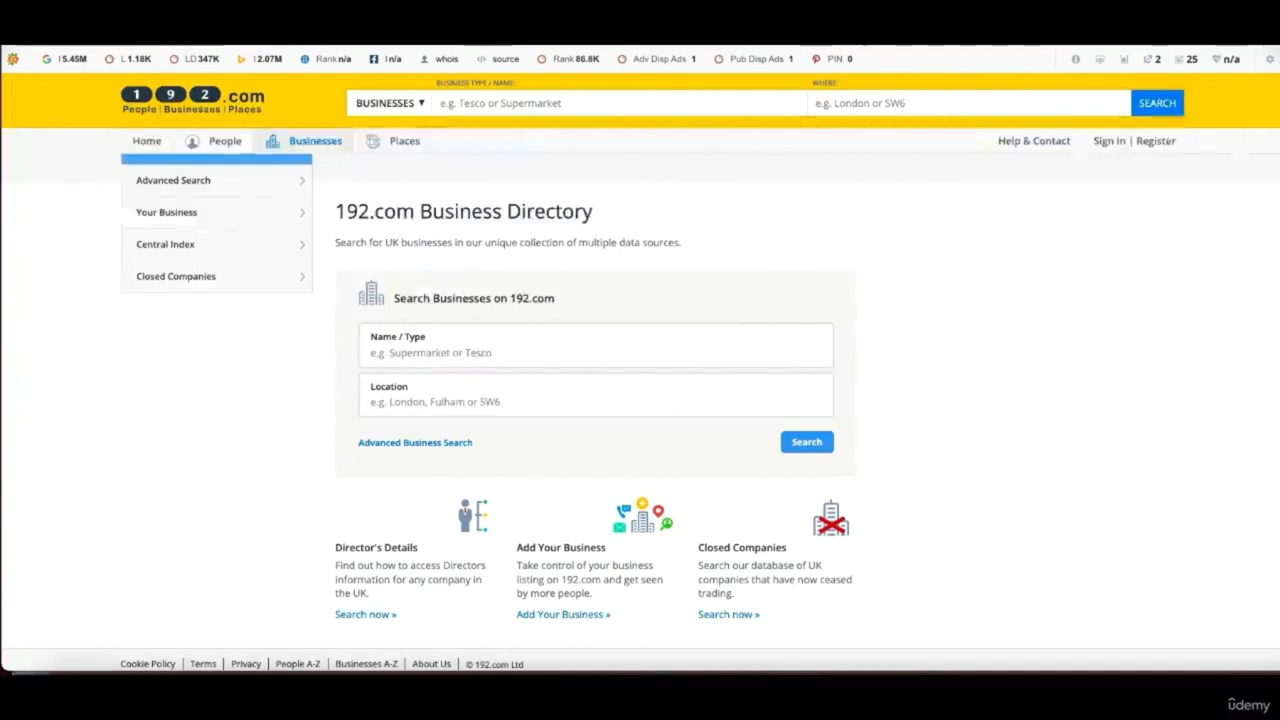 I 5.45M L 1.18K LD 347K I 2.07M Rank n/a I n/a whois source Rank 86.8K Adv Disp Ads 1 Pub Disp Ads 1 PIN 0 2 25 n/a
BUSINESS TYPE / NAME: WHERE:
192.com
People Businesses Places
BUSINESSES ▼ e.g. Tesco or Supermarket e.g. London or SW6 SEARCH
Home People Businesses Places Help & Contact Sign In | Register
Advanced Search
Your Business
Central Index
Closed Companies
192.com Business Directory
Search for UK businesses in our unique collection of multiple data sources.
Search Businesses on 192.com
Name / Type
e.g. Supermarket or Tesco
Location
e.g. London, Fulham or SW6
Advanced Business Search Search
Director's Details
Find out how to access Directors
information for any company in
the UK.
Search now »
Add Your Business
Take control of your business
listing on 192.com and get seen
by more people.
Add Your Business »
Closed Companies
Search our database of UK
companies that have now ceased
trading.
Search now »
Cookie Policy | Terms | Privacy | People A-Z | Businesses A-Z | About Us | © 192.com Ltd
udemy